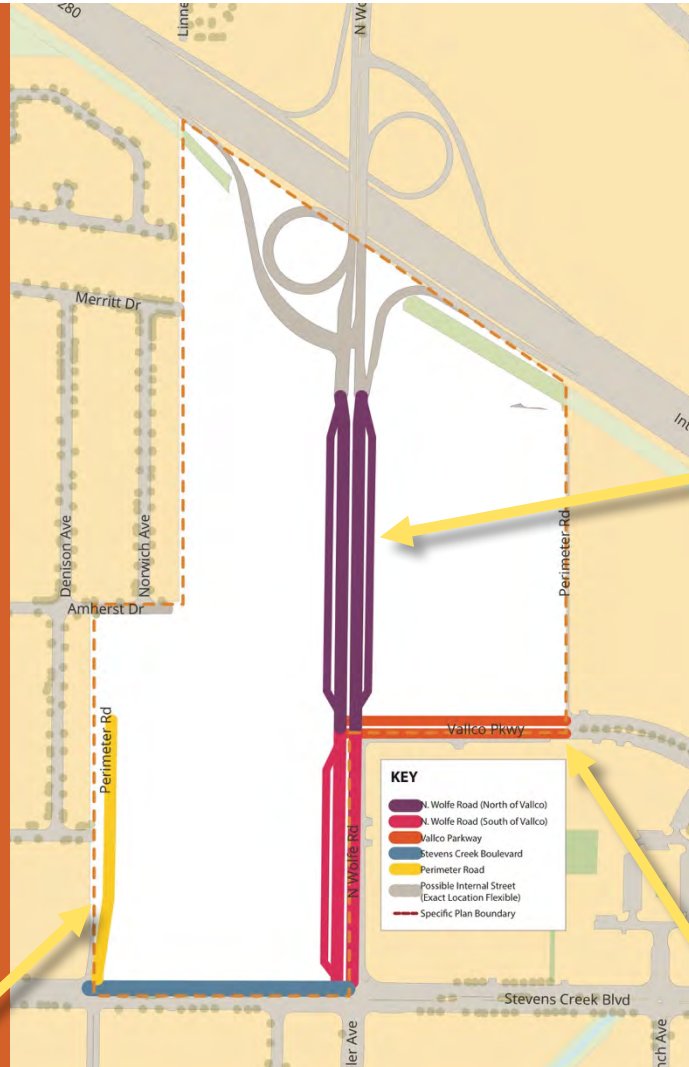 280
Linne
N Wo
Merritt Dr
Denison Ave
Norwich Ave
Amherst Dr
Perimeter Rd
Perimeter Rd
Vallco Pkwy
N Wolfe Rd
KEY
N. Wolfe Road (North of Vallco)
N. Wolfe Road (South of Vallco)
Vallco Parkway
Stevens Creek Boulevard
Perimeter Road
Possible Internal Street
(Exact Location Flexible)
Specific Plan Boundary
Stevens Creek Blvd
ler Ave
nch Ave
Int